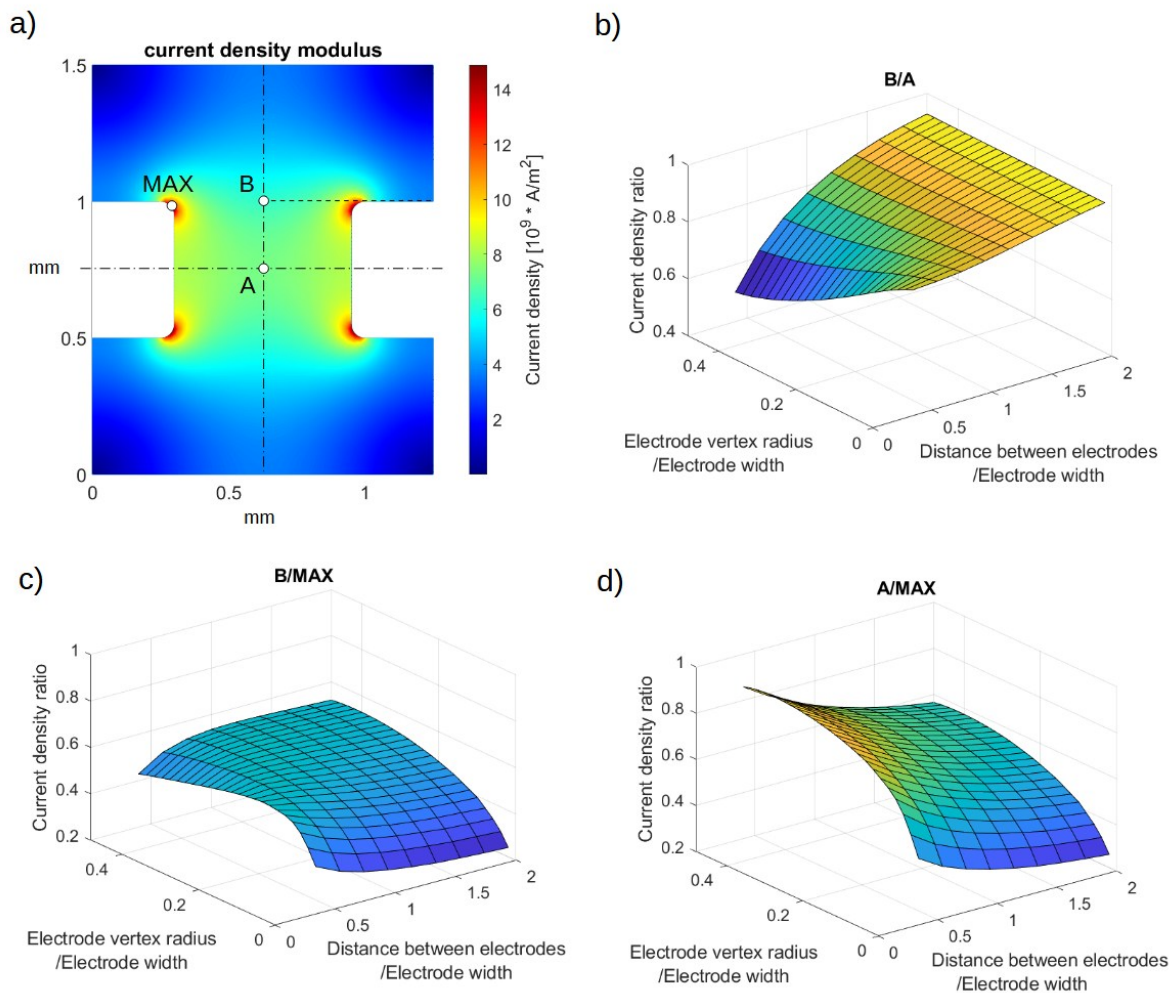 a)
current density modulus
1.5
1
mm
0.5
0
0
0.5
1
mm
MAX
B
A
14
12
10
8
6
4
2
Current density [10⁹ * A/m²]
b)
B/A
1
0.8
0.6
0.4
Current density ratio
0.4
0.2
0
Electrode vertex radius
/Electrode width
0
0.5
1
1.5
2
Distance between electrodes
/Electrode width
c)
B/MAX
1
0.8
0.6
0.4
0.2
Current density ratio
0.4
0.2
0
Electrode vertex radius
/Electrode width
0
0.5
1
1.5
2
Distance between electrodes
/Electrode width
d)
A/MAX
1
0.8
0.6
0.4
0.2
Current density ratio
0.4
0.2
0
Electrode vertex radius
/Electrode width
0
0.5
1
1.5
2
Distance between electrodes
/Electrode width